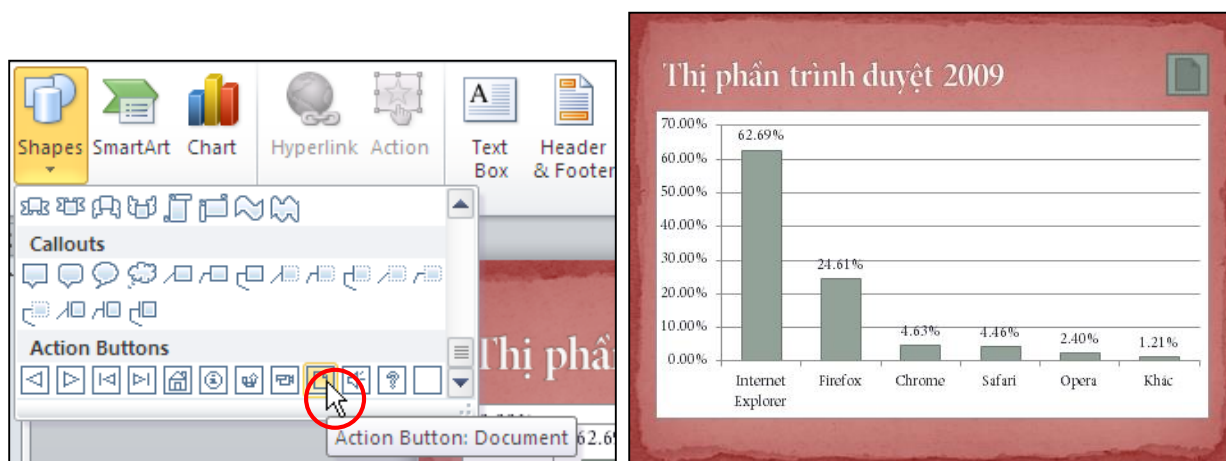 Shapes SmartArt Chart Hyperlink Action Text Box Header & Footer
Callouts
Action Buttons
Thị phầ
Action Button: Document
62.6
Thị phần trình duyệt 2009
70.00%
60.00%
50.00%
40.00%
30.00%
20.00%
10.00%
0.00%
62.69%
24.61%
4.63%
4.46%
2.40%
1.21%
Internet Explorer
Firefox
Chrome
Safari
Opera
Khác